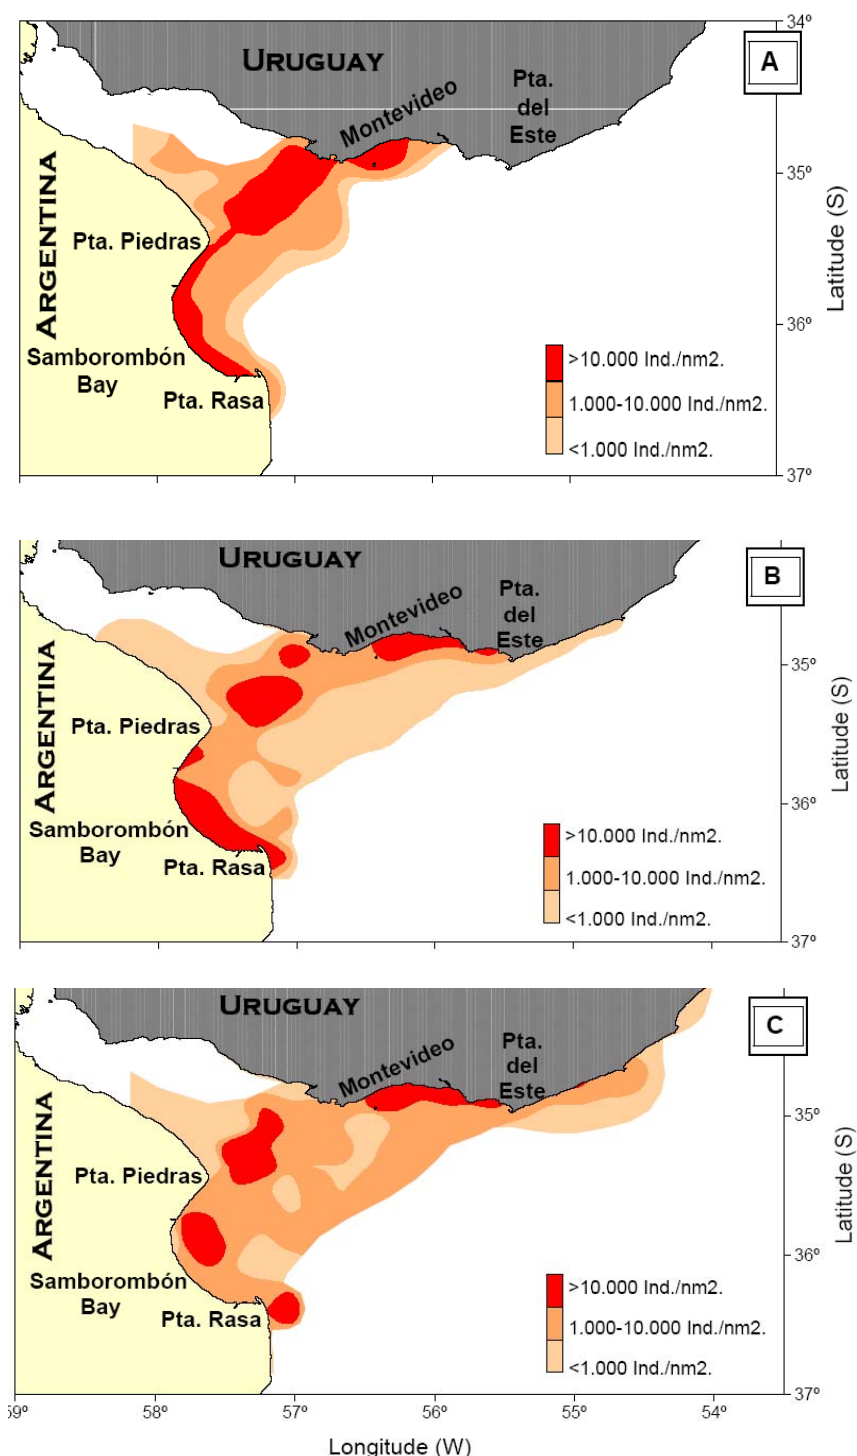 34º
A
URUGUAY
Pta.
del
Este
Montevideo
35º
ARGENTINA
Pta. Piedras
Latitude (S)
36º
Samborombón
Bay
Pta. Rasa
>10.000 Ind./nm2.
1.000-10.000 Ind./nm2.
<1.000 Ind./nm2.
37º
B
URUGUAY
Pta.
del
Este
Montevideo
35º
ARGENTINA
Pta. Piedras
Latitude (S)
36º
Samborombón
Bay
Pta. Rasa
>10.000 Ind./nm2.
1.000-10.000 Ind./nm2.
<1.000 Ind./nm2.
37º
C
URUGUAY
Pta.
del
Este
Montevideo
35º
ARGENTINA
Pta. Piedras
Latitude (S)
36º
Samborombón
Bay
Pta. Rasa
>10.000 Ind./nm2.
1.000-10.000 Ind./nm2.
<1.000 Ind./nm2.
37º
59º 58º 57º 56º 55º 54º
Longitude (W)